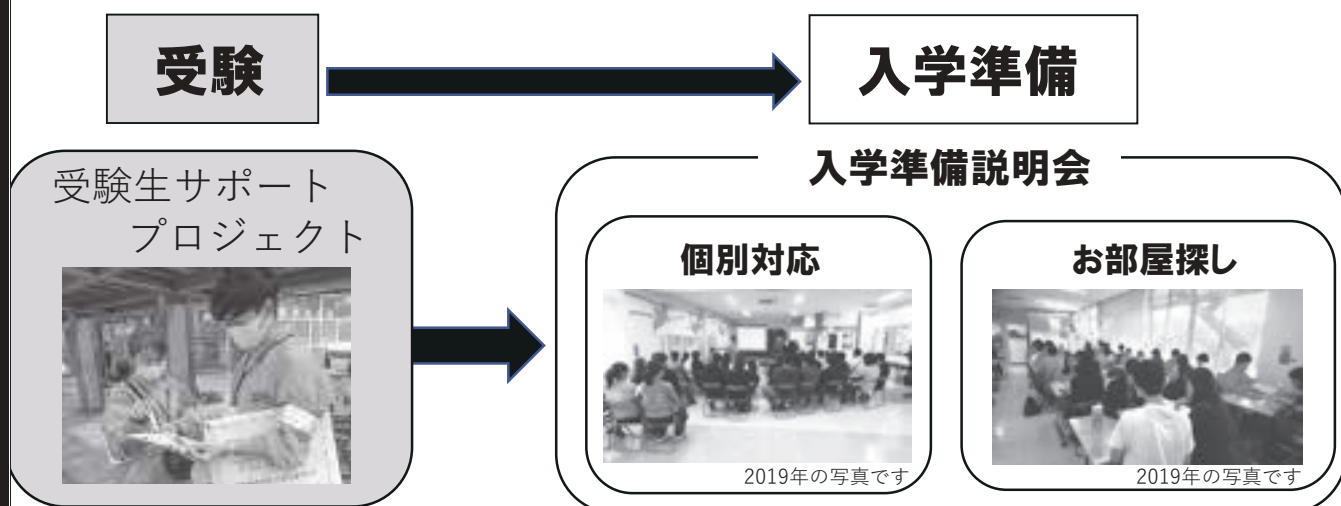 受験
入学準備
受験生サポート
プロジェクト
入学準備説明会
個別対応
お部屋探し
2019年の写真です
2019年の写真です